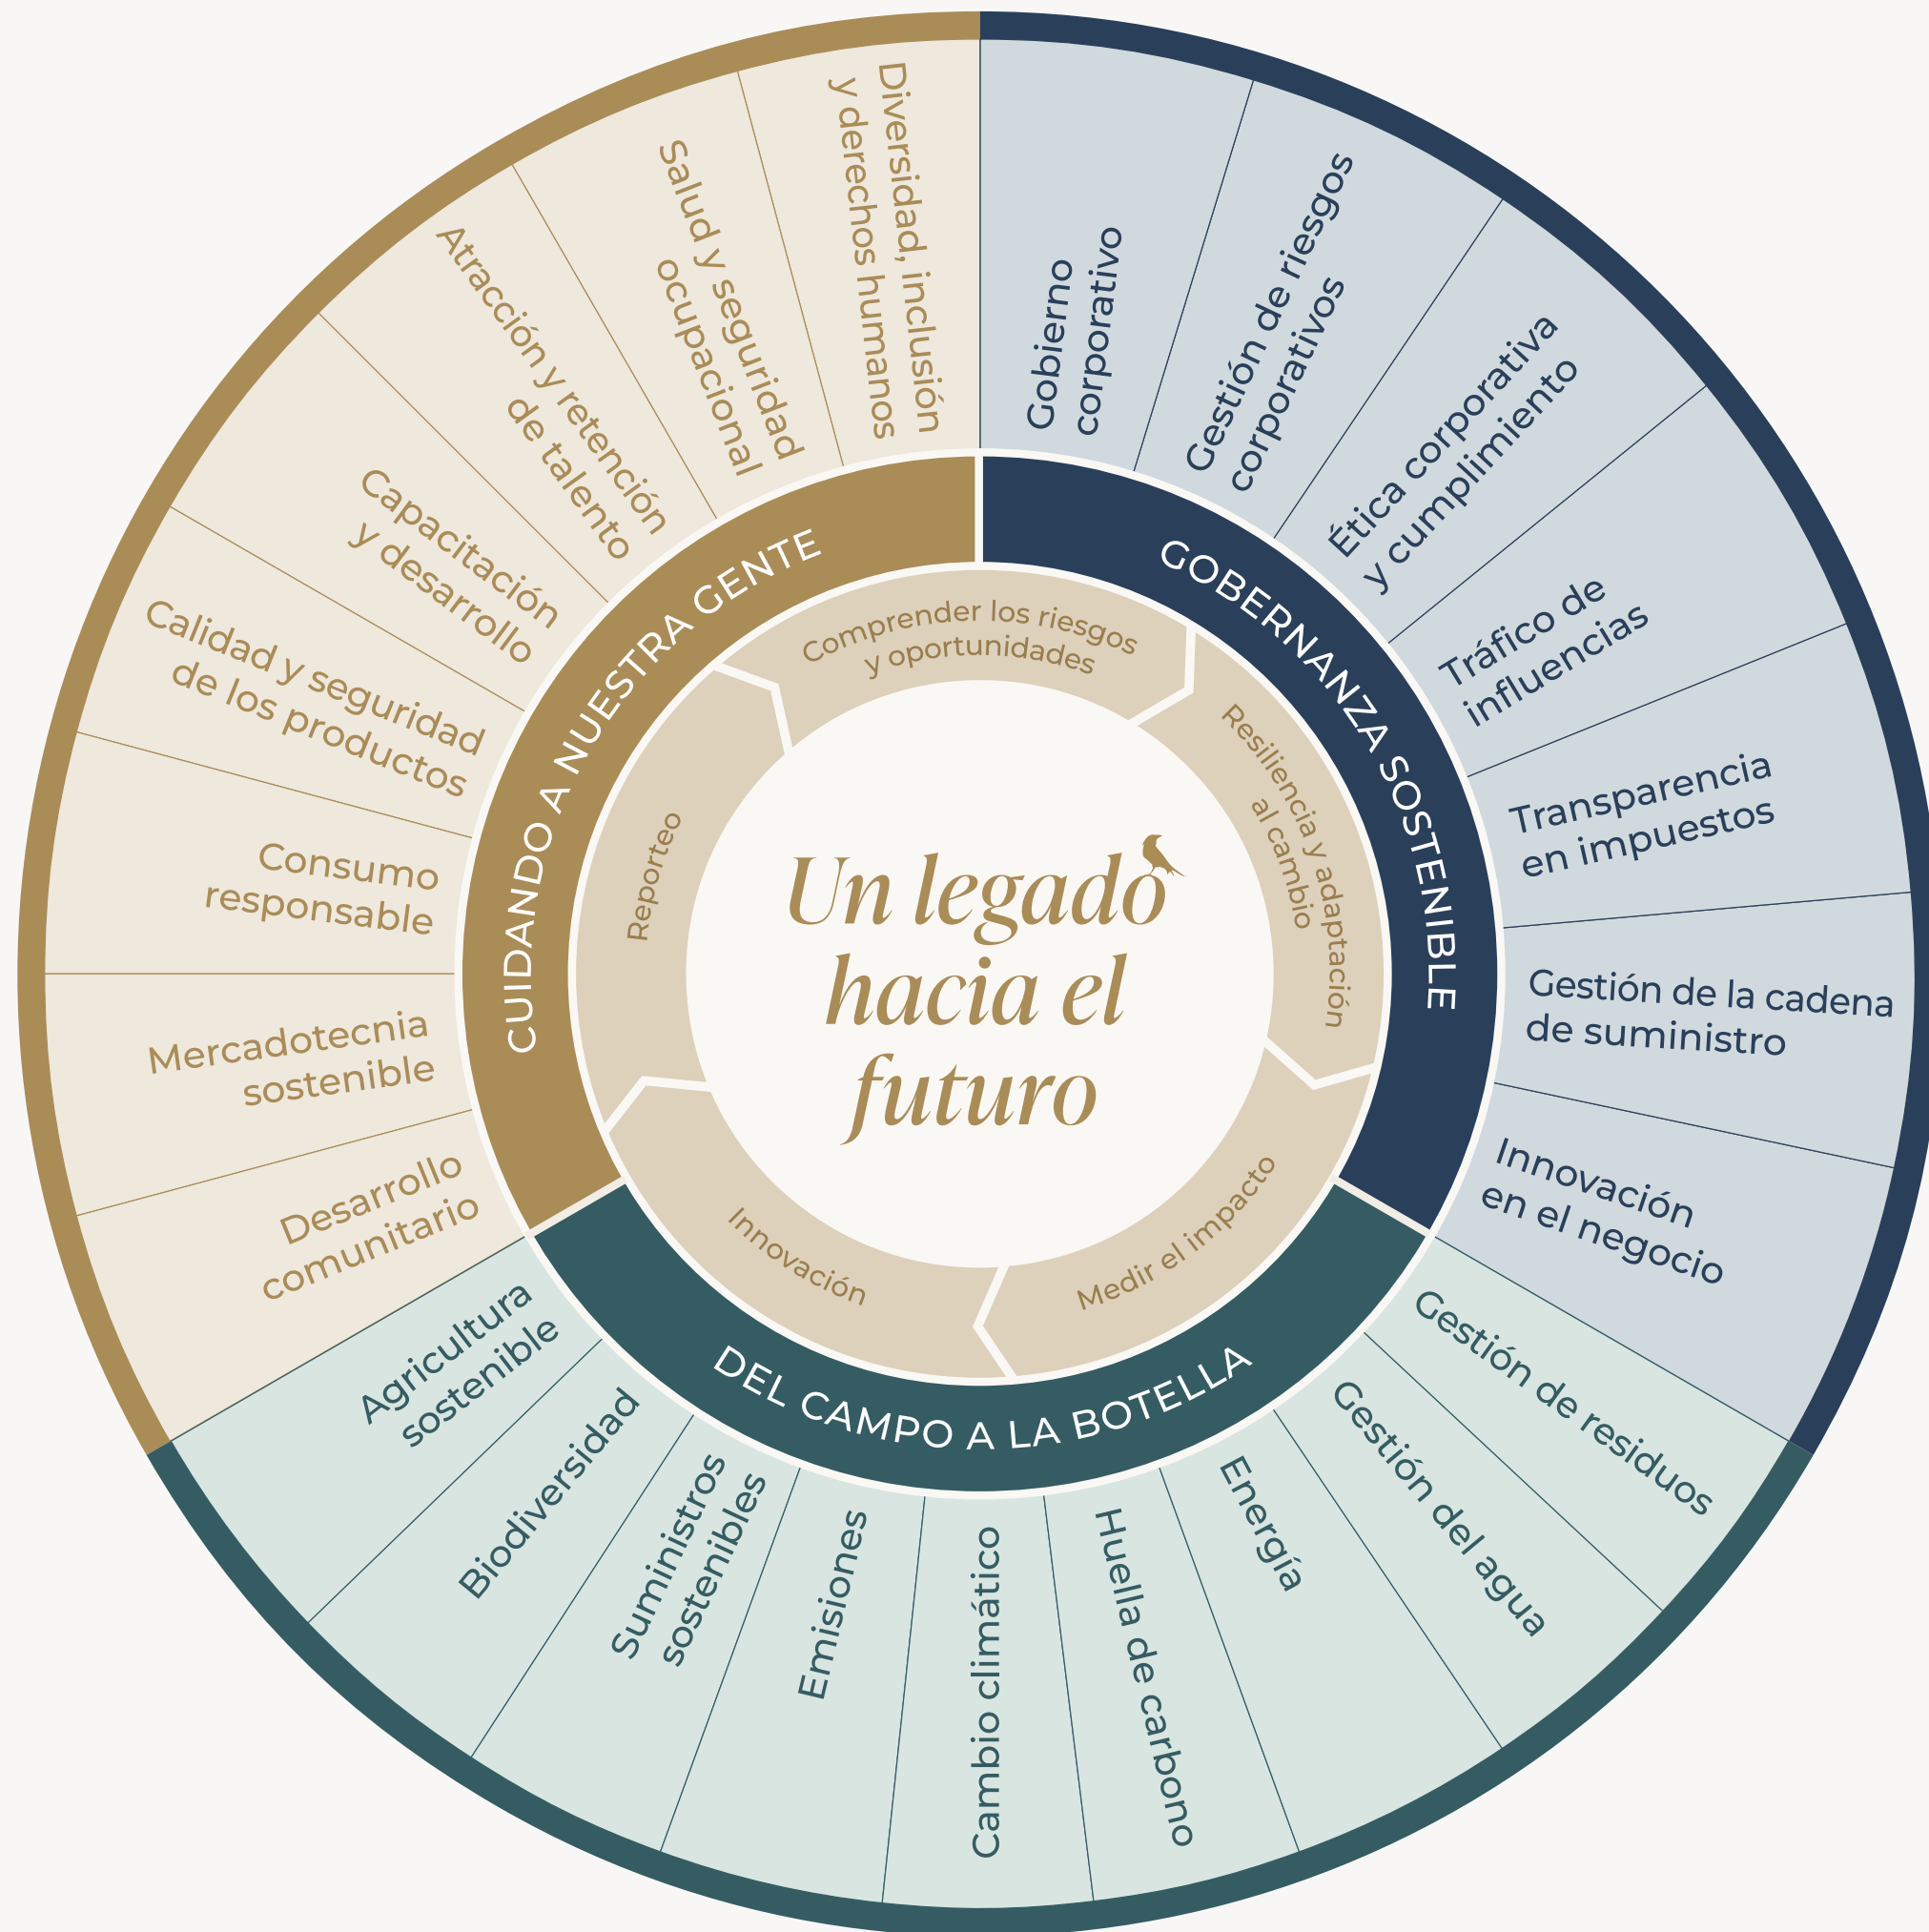 Un legado
hacia el
futuro
Comprender los riesgos
y oportunidades
Resiliencia y adaptación
al cambio
Medir el impacto
Innovación
Reporteo
GOBERNANZA SOSTENIBLE
Gobierno
corporativo
Gestión de riesgos
corporativos
Ética corporativa
y cumplimiento
Tráfico de
influencias
Transparencia
en impuestos
Gestión de la cadena
de suministro
Innovación
en el negocio
DEL CAMPO A LA BOTELLA
Gestión de residuos
Gestión del agua
Energía
Huella de carbono
Cambio climático
Emisiones
Suministros
sostenibles
Biodiversidad
Agricultura
sostenible
CUIDANDO A NUESTRA GENTE
Desarrollo
comunitario
Mercadotecnia
sostenible
Consumo
responsable
Calidad y seguridad
de los productos
Capacitación
y desarrollo
Atracción y retención
de talento
Salud y seguridad
ocupacional
Diversidad, inclusión
y derechos humanos